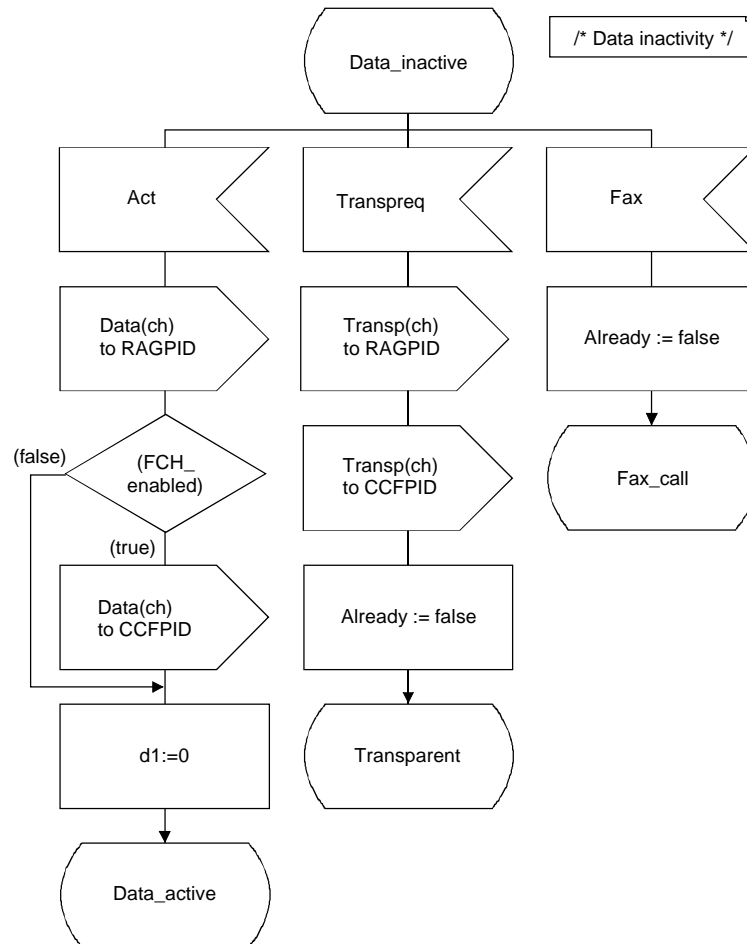 /* Data inactivity */
Data_inactive
Act
Transpreq
Fax
Data(ch)
to RAGPID
Transp(ch)
to RAGPID
Already := false
(false)
(FCH_
enabled)
(true)
Transp(ch)
to CCFPID
Fax_call
Data(ch)
to CCFPID
Already := false
d1:=0
Transparent
Data_active